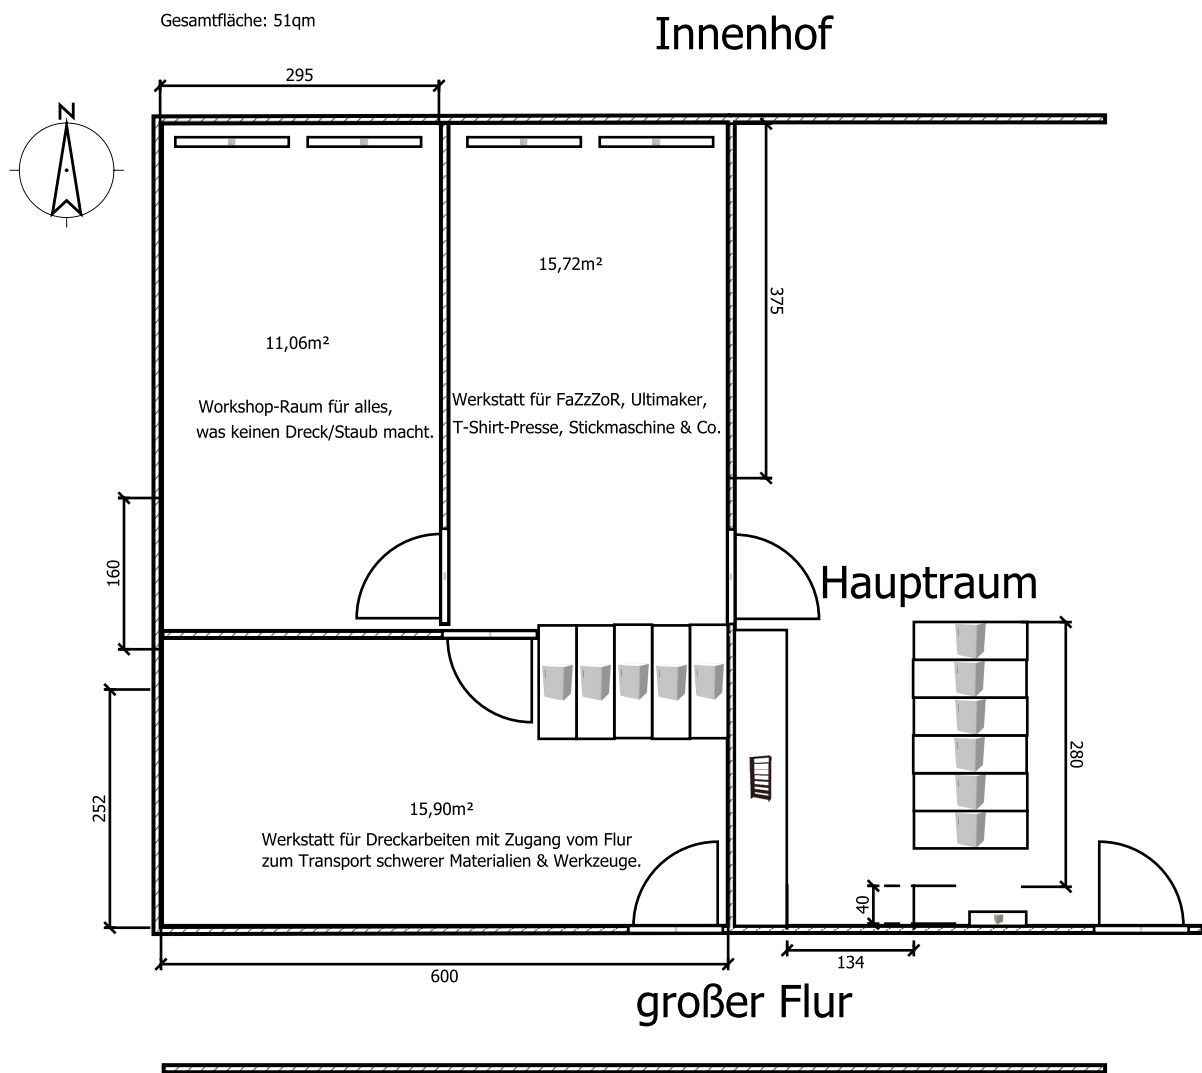 Gesamtfläche: 51qm
Innenhof
295
N
15,72m²
375
11,06m²
Werkstatt für FaZzZoR, Ultimaker,
T-Shirt-Presse, Stickmaschine & Co.
Workshop-Raum für alles,
was keinen Dreck/Staub macht.
160
Hauptraum
280
252
15,90m²
Werkstatt für Dreckarbeiten mit Zugang vom Flur
zum Transport schwerer Materialien & Werkzeuge.
40
134
600
großer Flur